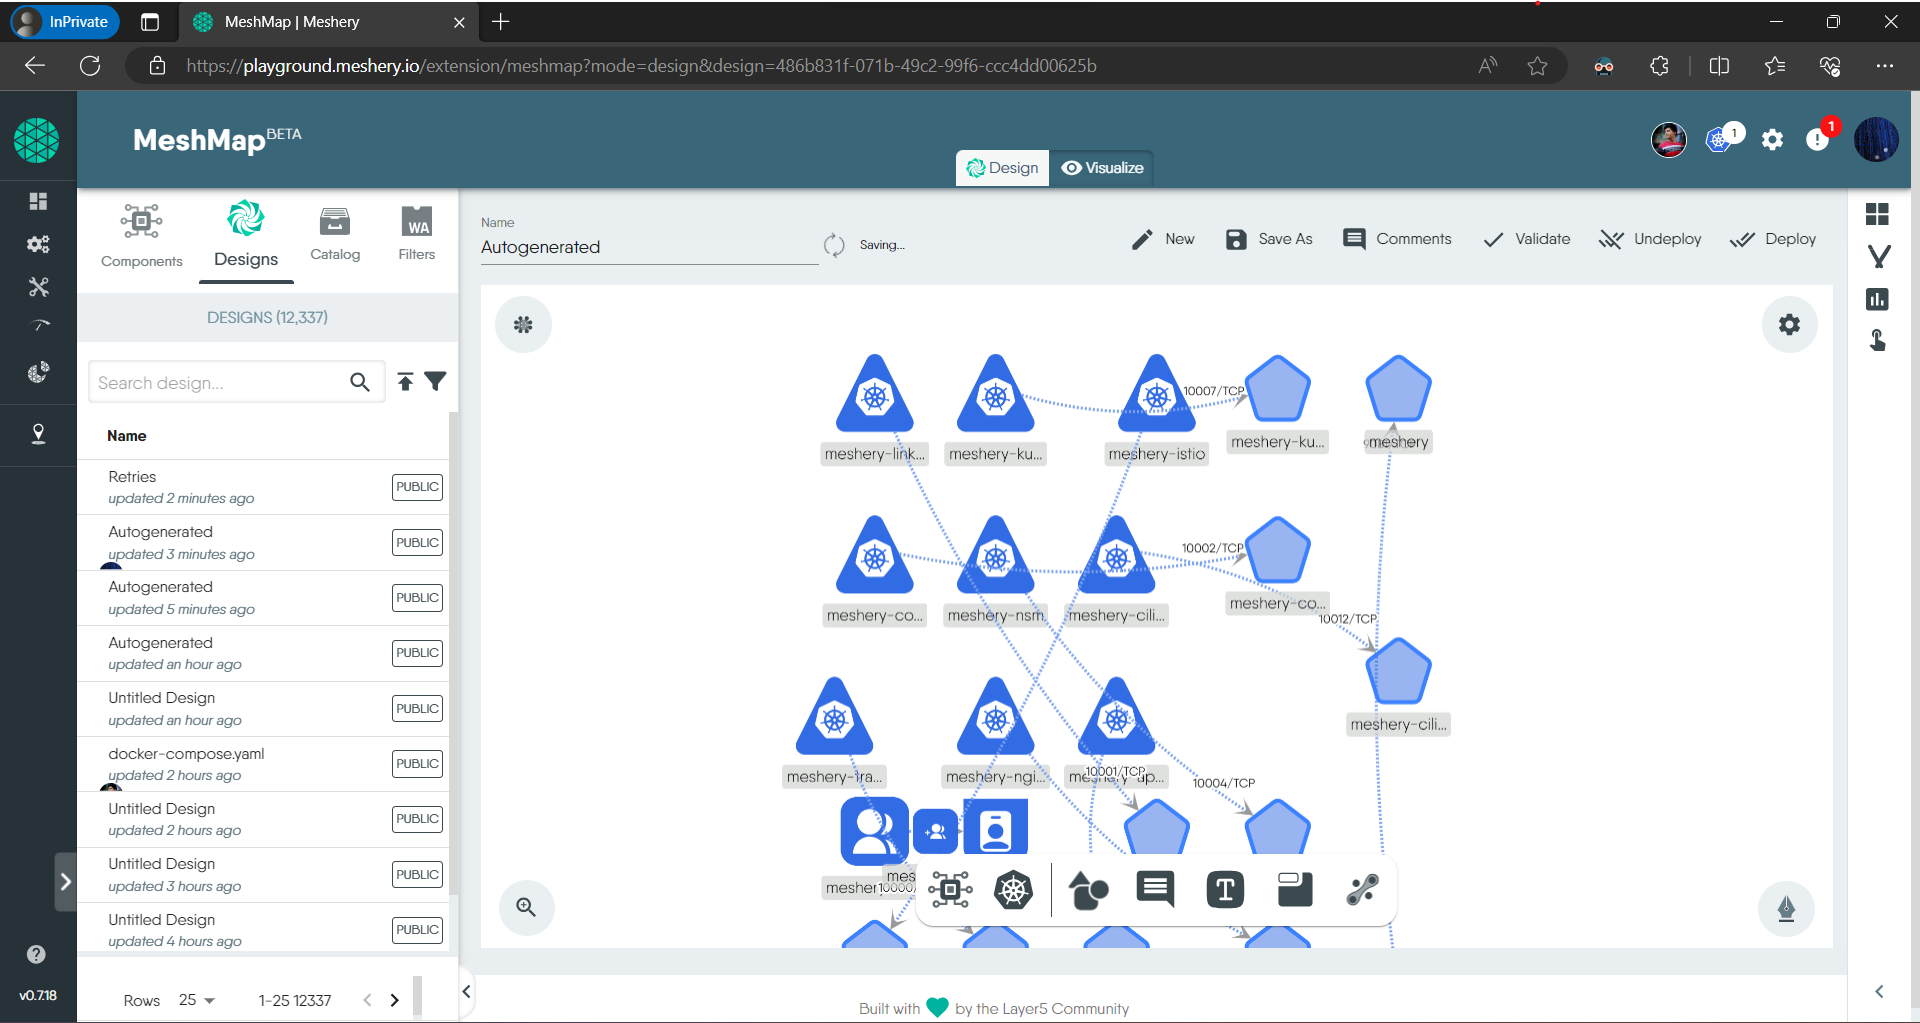 InPrivate
MeshMap | Meshery
https://playground.meshery.io/extension/meshmap?mode=design&design=486b831f-071b-49c2-99f6-ccc4dd00625b
MeshMap BETA
1
1
Design
Visualize
Components
Designs
Catalog
WA
Filters
DESIGNS (12,337)
Search design...
Name
Retries
updated 2 minutes ago
PUBLIC
Autogenerated
updated 3 minutes ago
PUBLIC
Autogenerated
updated 5 minutes ago
PUBLIC
Autogenerated
updated an hour ago
PUBLIC
Untitled Design
updated an hour ago
PUBLIC
docker-compose.yaml
updated 2 hours ago
PUBLIC
Untitled Design
updated 2 hours ago
PUBLIC
Untitled Design
updated 3 hours ago
PUBLIC
Untitled Design
updated 4 hours ago
PUBLIC
Rows 25 1-25 12337
v0.7.18
Name
Autogenerated
Saving...
New
Save As
Comments
Validate
Undeploy
Deploy
10007/TCP
meshery-link...
meshery-ku...
meshery-istio
meshery-ku...
meshery
10002/TCP
meshery-co...
meshery-nsm
meshery-cili...
meshery-co...
10012/TCP
meshery-cili...
meshery-tra...
meshery-ngi...
10001/TCP
10004/TCP
T
Built with by the Layer5 Community